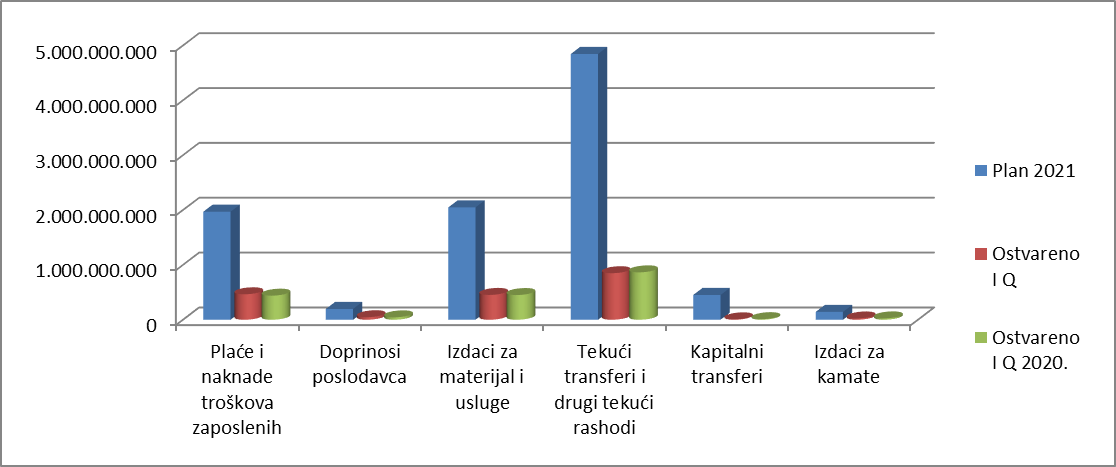 5.000.000.000
4.000.000.000
3.000.000.000
2.000.000.000
1.000.000.000
0
Plaće i
naknade
troškova
zaposlenih
Doprinosi
poslodavca
Izdaci za
materijal i
usluge
Tekući
transferi i
drugi tekući
rashodi
Kapitalni
transferi
Izdaci za
kamate
Plan 2021
Ostvareno
I Q
Ostvareno
I Q 2020.